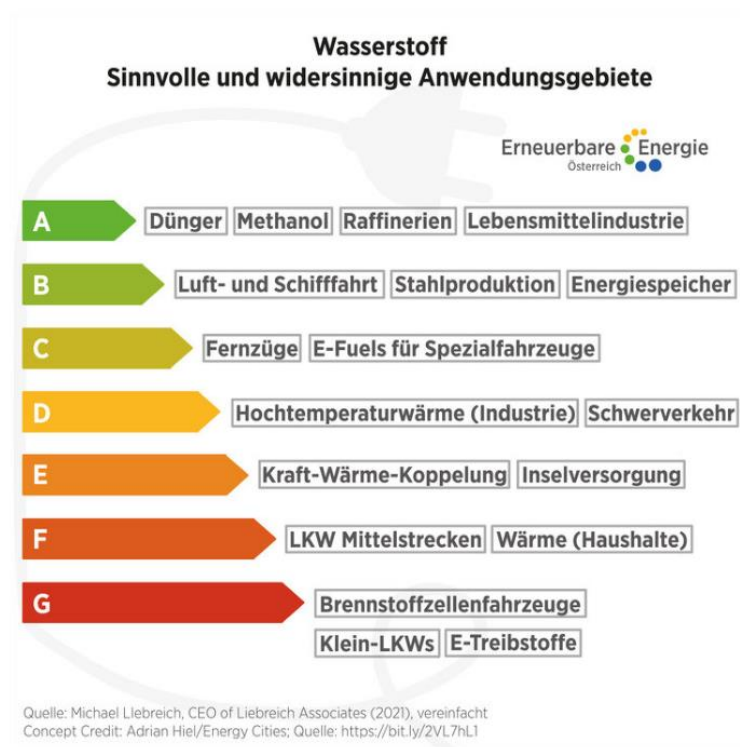 Wasserstoff
Sinnvolle und widersinnige Anwendungsgebiete
Erneuerbare Energie
Österreich
A Dünger Methanol Raffinerien Lebensmittelindustrie
B Luft- und Schifffahrt Stahlproduktion Energiespeicher
C Fernzüge E-Fuels für Spezialfahrzeuge
D Hochtemperaturwärme (Industrie) Schwerverkehr
E Kraft-Wärme-Koppelung Inselversorgung
F LKW Mittelstrecken Wärme (Haushalte)
G Brennstoffzellenfahrzeuge
Klein-LKWs E-Treibstoffe
Quelle: Michael LIebreich, CEO of Liebreich Associates (2021), vereinfacht
Concept Credit: Adrian Hiel/Energy Cities; Quelle: https://bit.ly/2VL7hL1